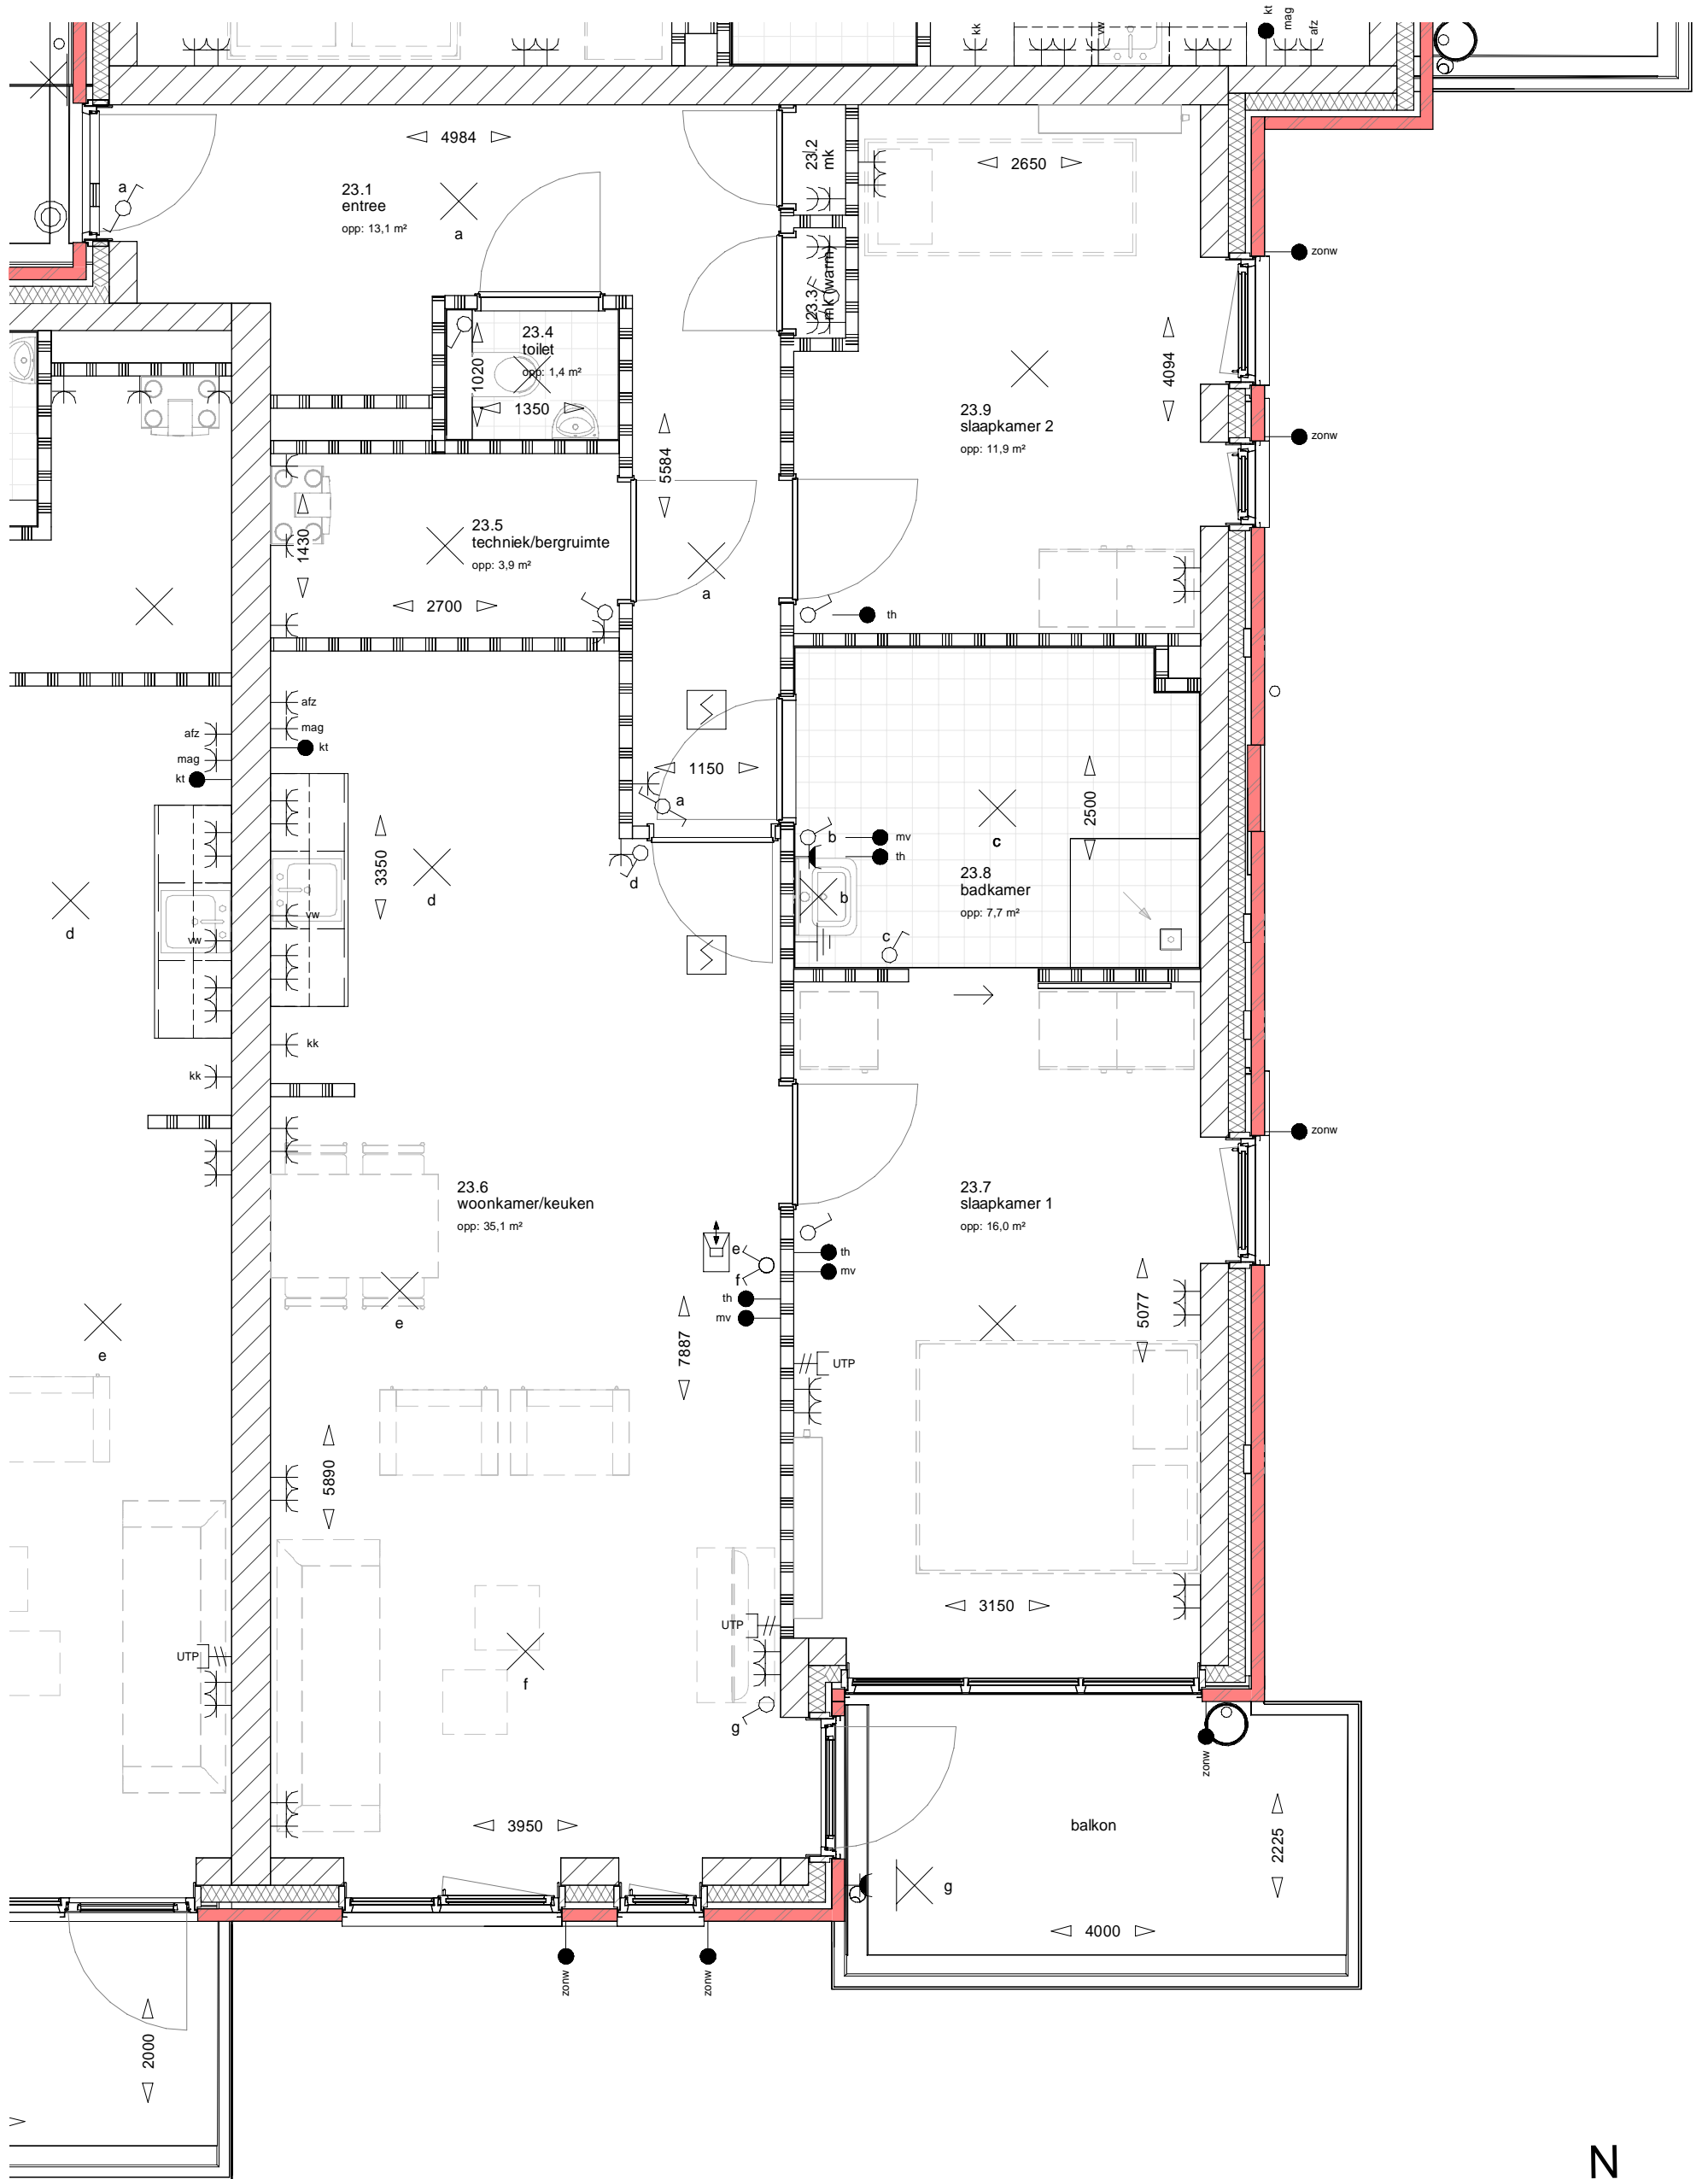 kk
vw
kt
mag
afz
4984
2650
23.1
entree
opp: 13,1 m²
a
a
23.2
mk
23.3
mk (warm)
zonw
zonw
23.4
toilet
opp: 1,4 m²
1020
1350
4094
23.9
slaapkamer 2
opp: 11,9 m²
5584
23.5
techniek/bergruimte
opp: 3,9 m²
1430
2700
a
th
afz
mag
kt
afz
mag
kt
1150
a
3350
d
d
d
vw
vw
b
mv
th
c
2500
23.8
badkamer
opp: 7,7 m²
b
c
kk
kk
zonw
23.6
woonkamer/keuken
opp: 35,1 m²
23.7
slaapkamer 1
opp: 16,0 m²
e
f
th
mv
th
mv
e
e
7887
5077
UTP
5890
3150
UTP
UTP
f
g
zonw
3950
balkon
2225
g
4000
zonw
zonw
2000
N